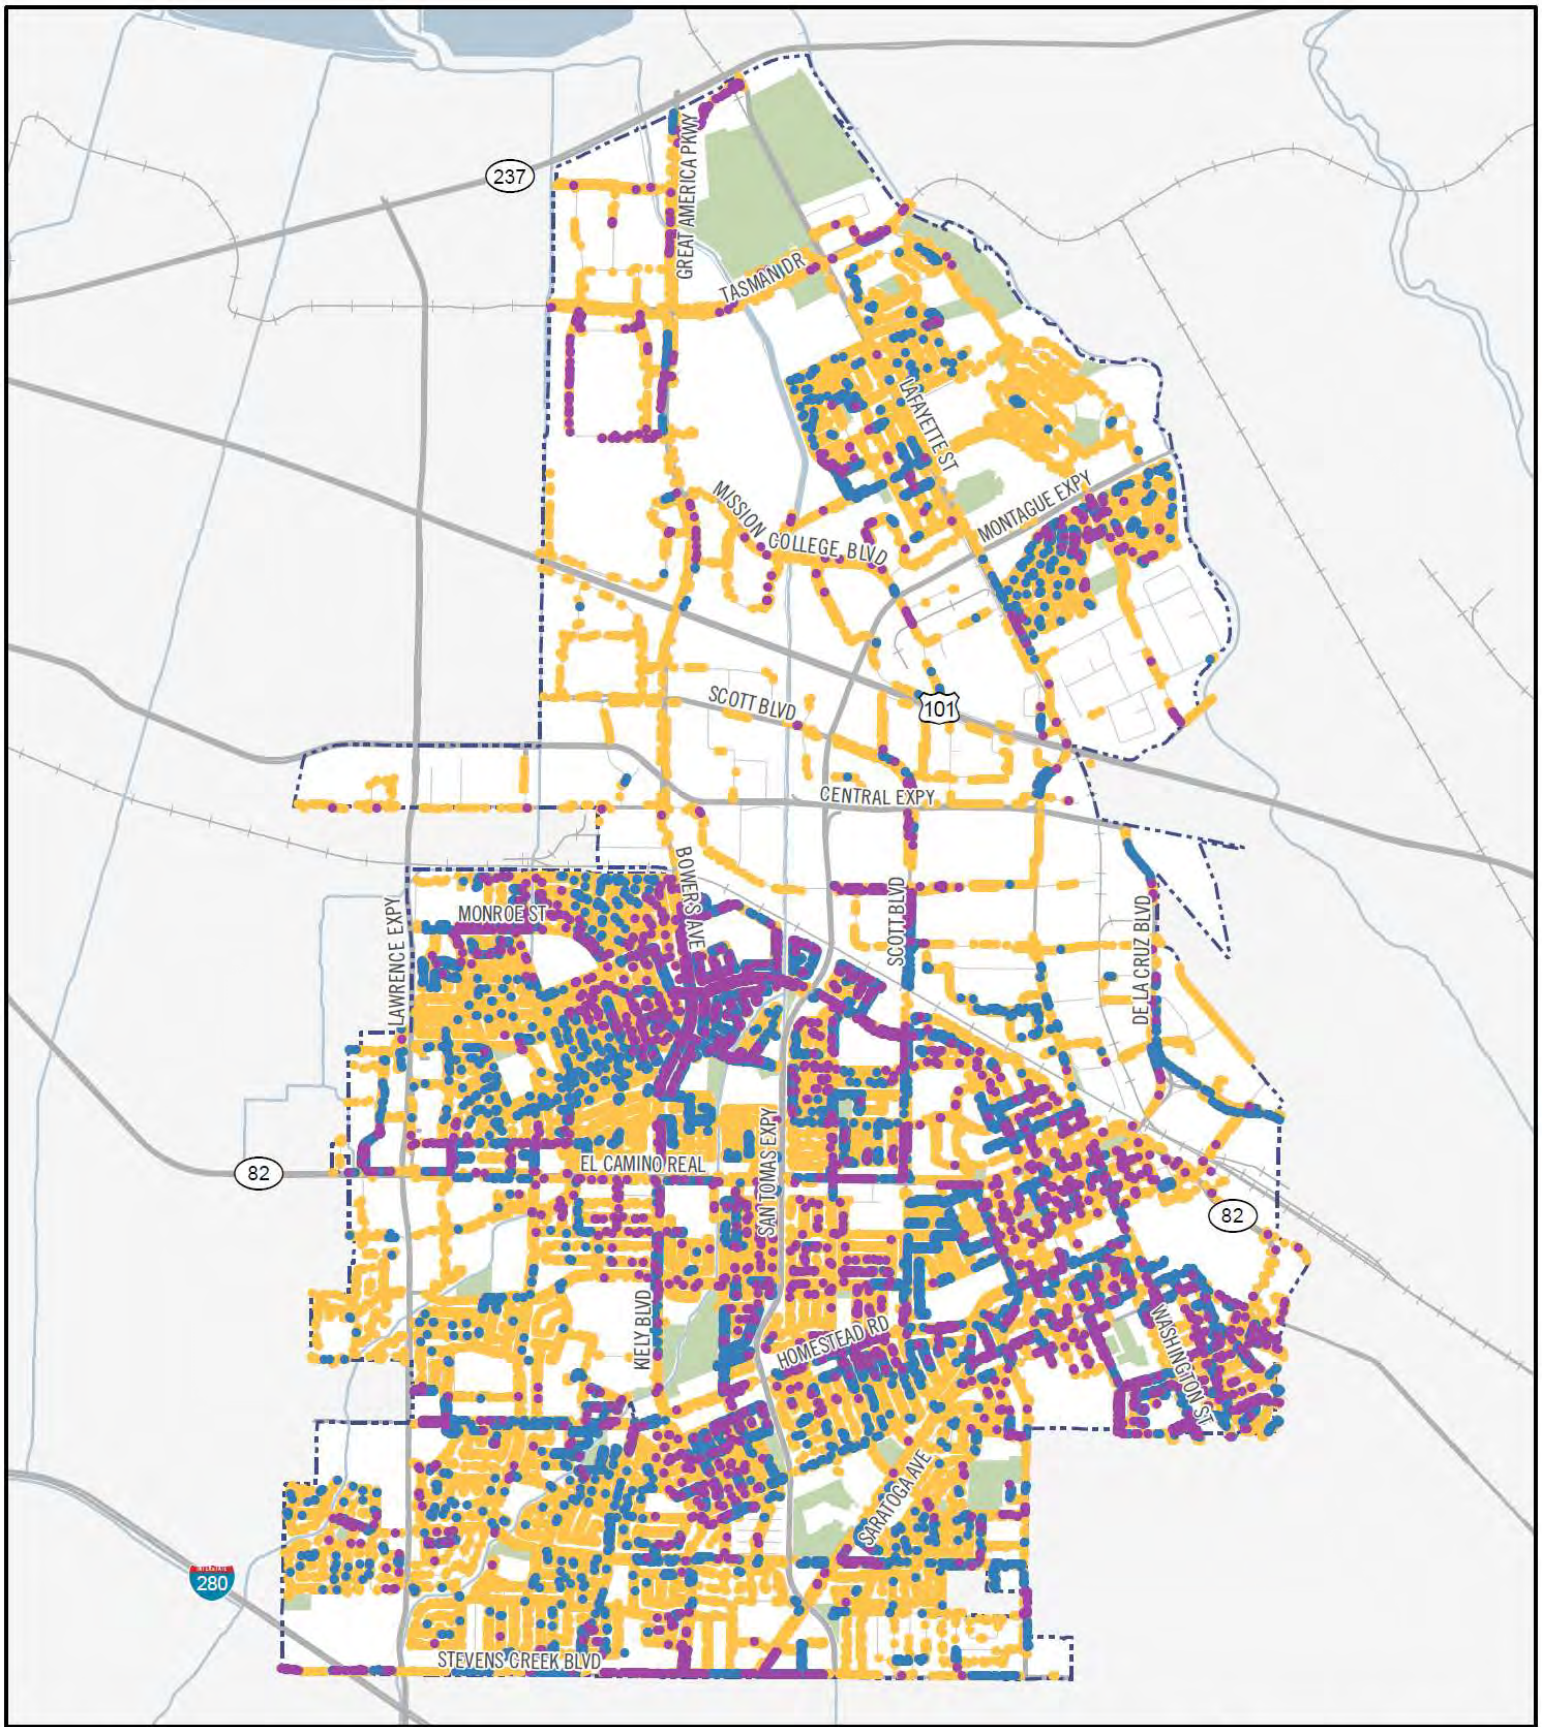 237
GREAT AMERICA PKWY
TASMAN DR
LAFAYETTE ST
MISSION COLLEGE BLVD
MONTAGUE EXPY
SCOTT BLVD
101
CENTRAL EXPY
BOWERS AVE
MONROE ST
LAWRENCE EXPY
SCOTT BLVD
DE LA CRUZ BLVD
SAN TOMAS EXPY
EL CAMINO REAL
82
82
KIELY BLVD
HOMESTEAD RD
WASHINGTON ST
SARATOGA AVE
280
STEVENS CREEK BLVD